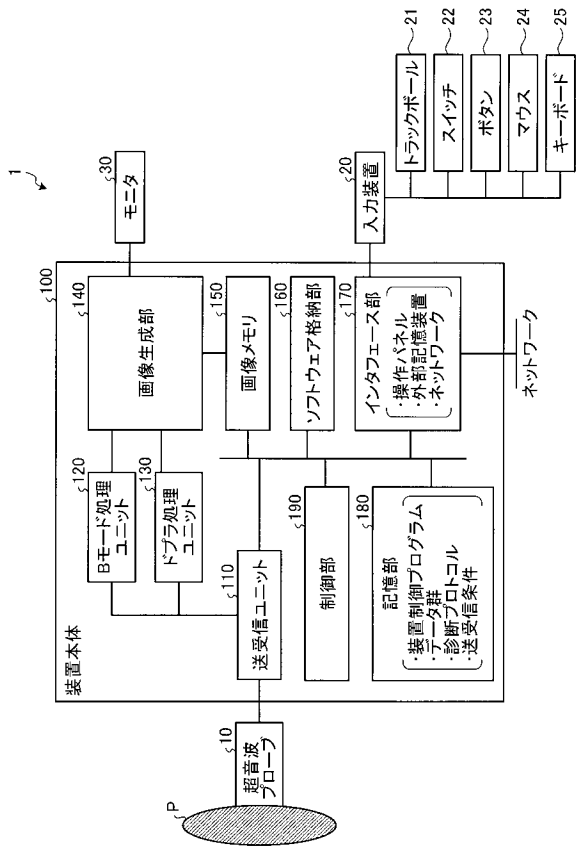 1
P
10
超音波
プローブ
装置本体
100
110
送受信ユニット
120
Bモード処理
ユニット
130
ドプラ処理
ユニット
140
画像生成部
150
画像メモリ
160
ソフトウェア格納部
170
インタフェース部
・操作パネル
・外部記憶装置
・ネットワーク
190
制御部
180
記憶部
・装置制御プログラム
・データ群
・診断プロトコル
・送受信条件
30
モニタ
20
入力装置
トラックボール
21
スイッチ
22
ボタン
23
マウス
24
キーボード
25
ネットワーク